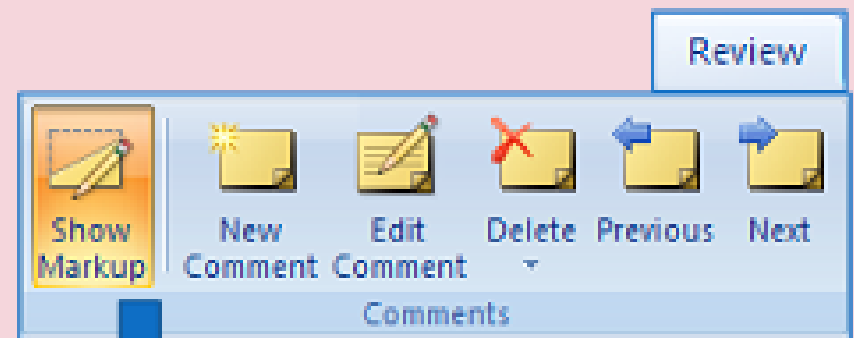 Review
Show New Edit Delete Previous Next
Markup Comment Comment
Comments